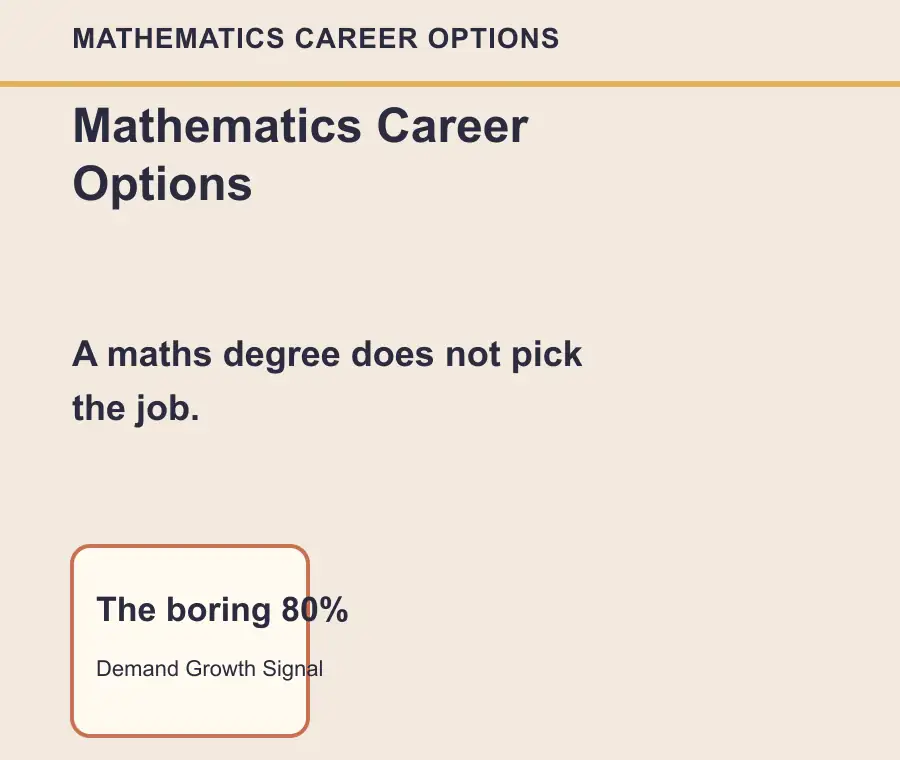 MATHEMATICS CAREER OPTIONS
Mathematics Career
Options
A maths degree does not pick
the job.
The boring 80%
Demand Growth Signal